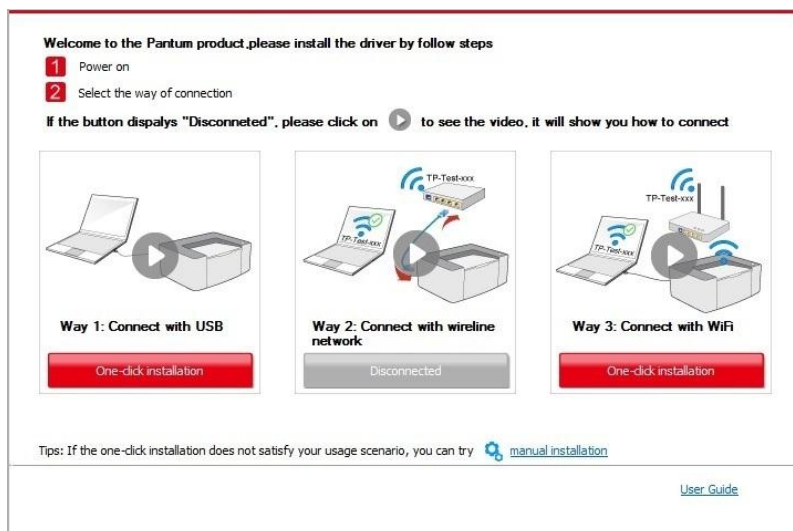 Welcome to the Pantum product,please install the driver by follow steps
1 Power on
2 Select the way of connection
If the button dispalys "Disconneted", please click on to see the video, it will show you how to connect
TP-Test-xxx
TP-Test-xxx
TP-Test-xxx
TP-Test-xxx
Way 1: Connect with USB
Way 2: Connect with wireline
network
Way 3: Connect with WiFi
One-click installation
Disconnected
One-click installation
Tips: If the one-click installation does not satisfy your usage scenario, you can try manual installation
User Guide